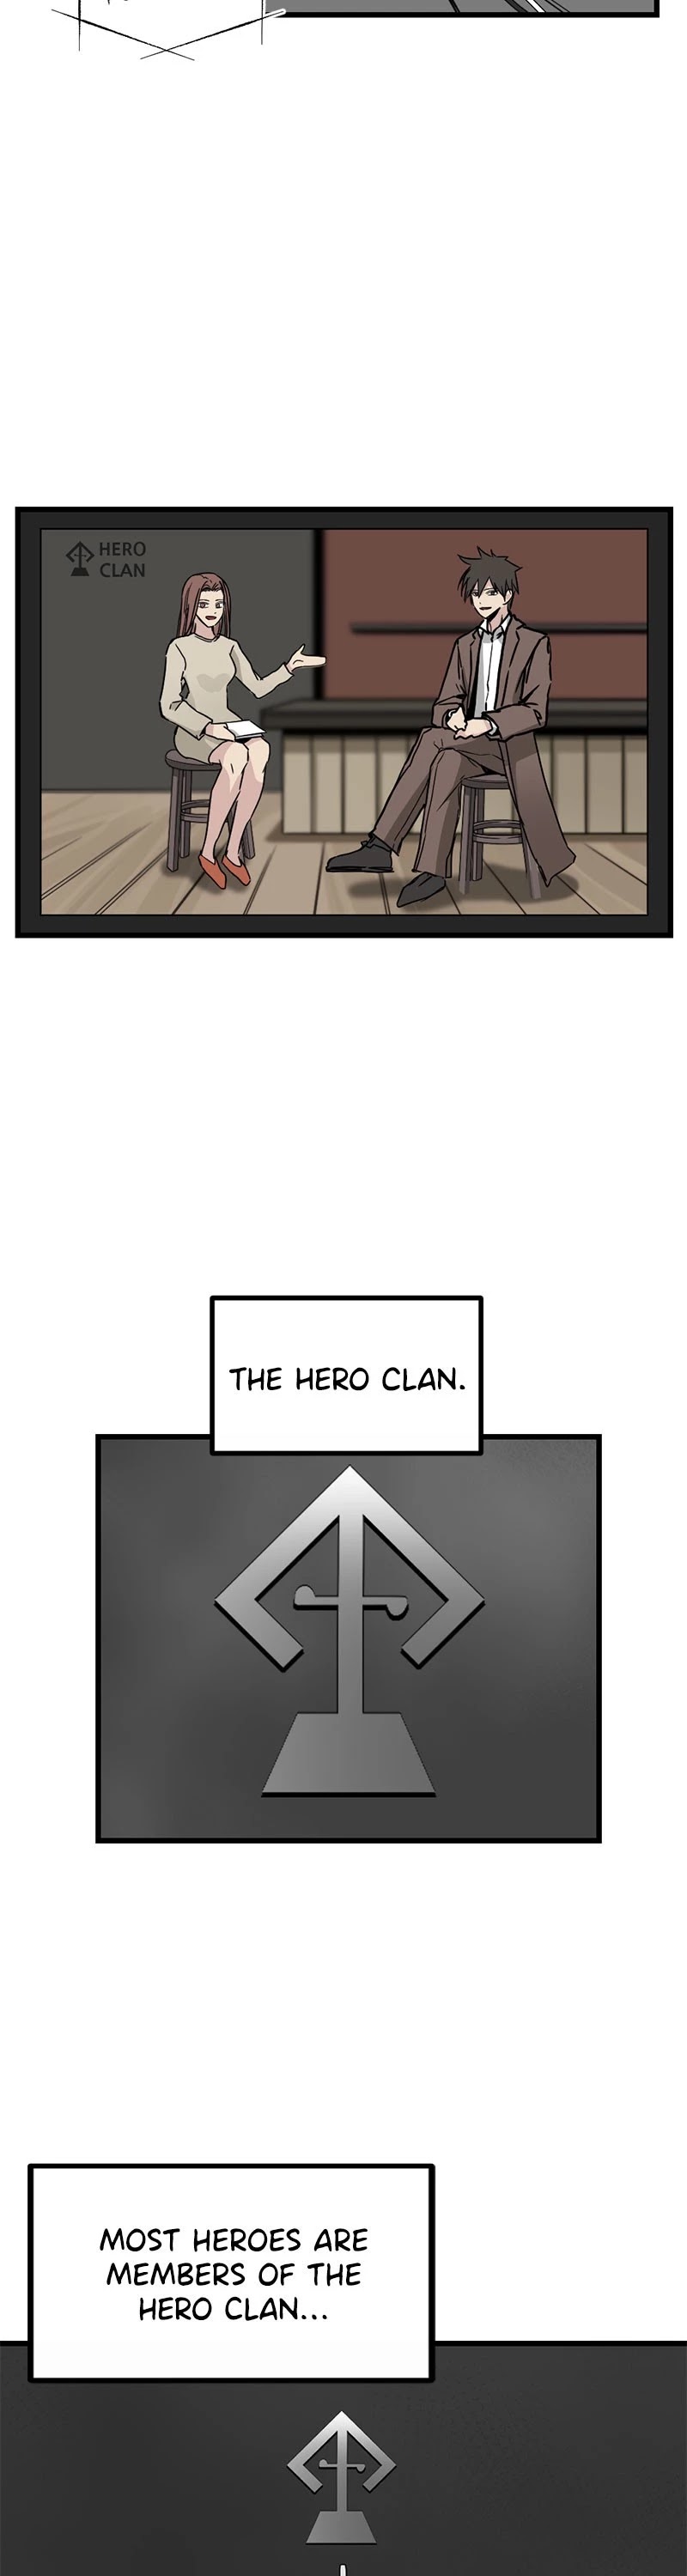 HERO
CLAN
THE HERO CLAN.
MOST HEROES ARE
MEMBERS OF THE
HERO CLAN...